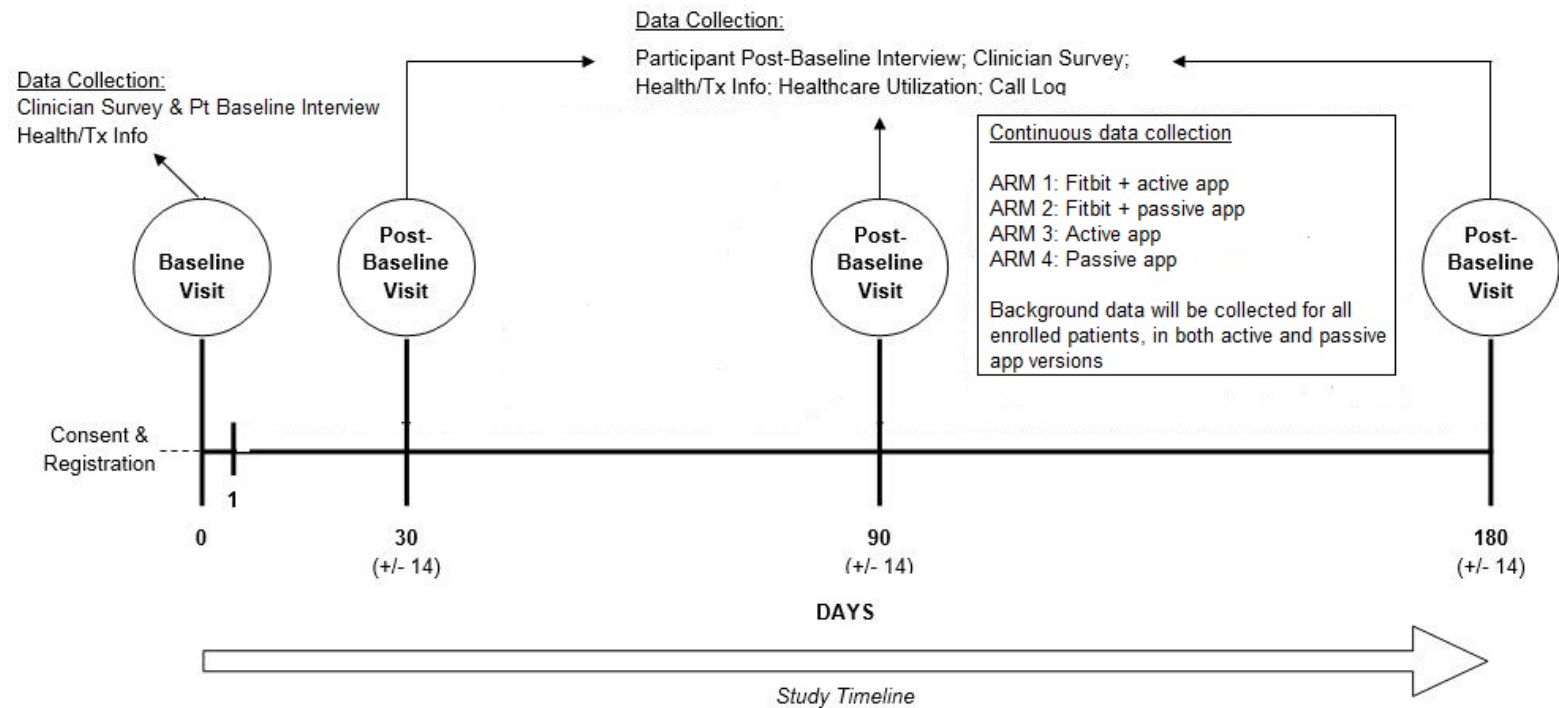 Data Collection:
Clinician Survey & Pt Baseline Interview
Health/Tx Info
Data Collection:
Participant Post-Baseline Interview; Clinician Survey;
Health/Tx Info; Healthcare Utilization; Call Log
Continuous data collection
ARM 1: Fitbit + active app
ARM 2: Fitbit + passive app
ARM 3: Active app
ARM 4: Passive app
Background data will be collected for all
enrolled patients, in both active and passive
app versions
Baseline
Visit
Post-
Baseline
Visit
Post-
Baseline
Visit
Post-
Baseline
Visit
Consent &
Registration
1
0
30
(+/- 14)
90
(+/- 14)
180
(+/- 14)
DAYS
Study Timeline